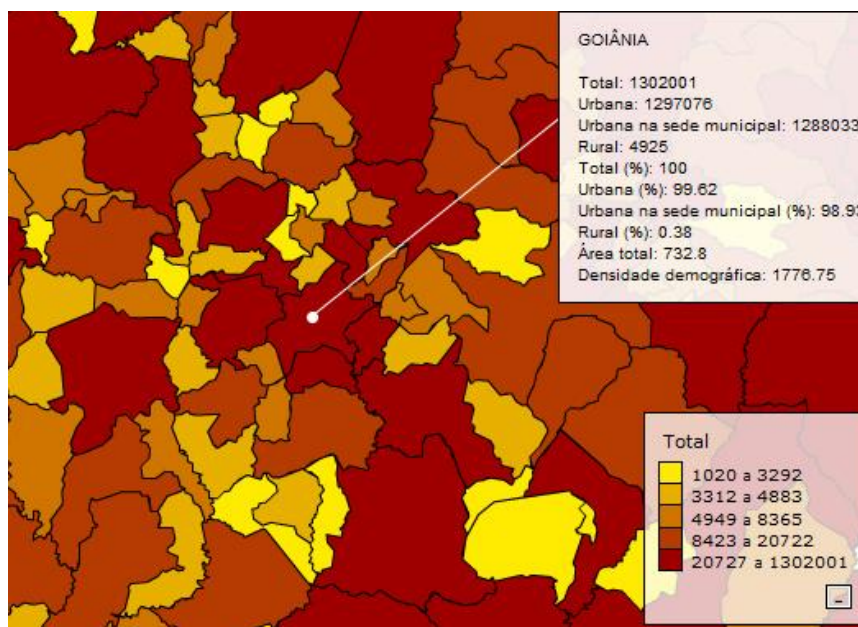 GOIÂNIA
Total: 1302001
Urbana: 1297076
Urbana na sede municipal: 1288033
Rural: 4925
Total (%): 100
Urbana (%): 99.62
Urbana na sede municipal (%): 98.93
Rural (%): 0.38
Área total: 732.8
Densidade demográfica: 1776.75
Total
1020 a 3292
3312 a 4883
4949 a 8365
8423 a 20722
20727 a 1302001